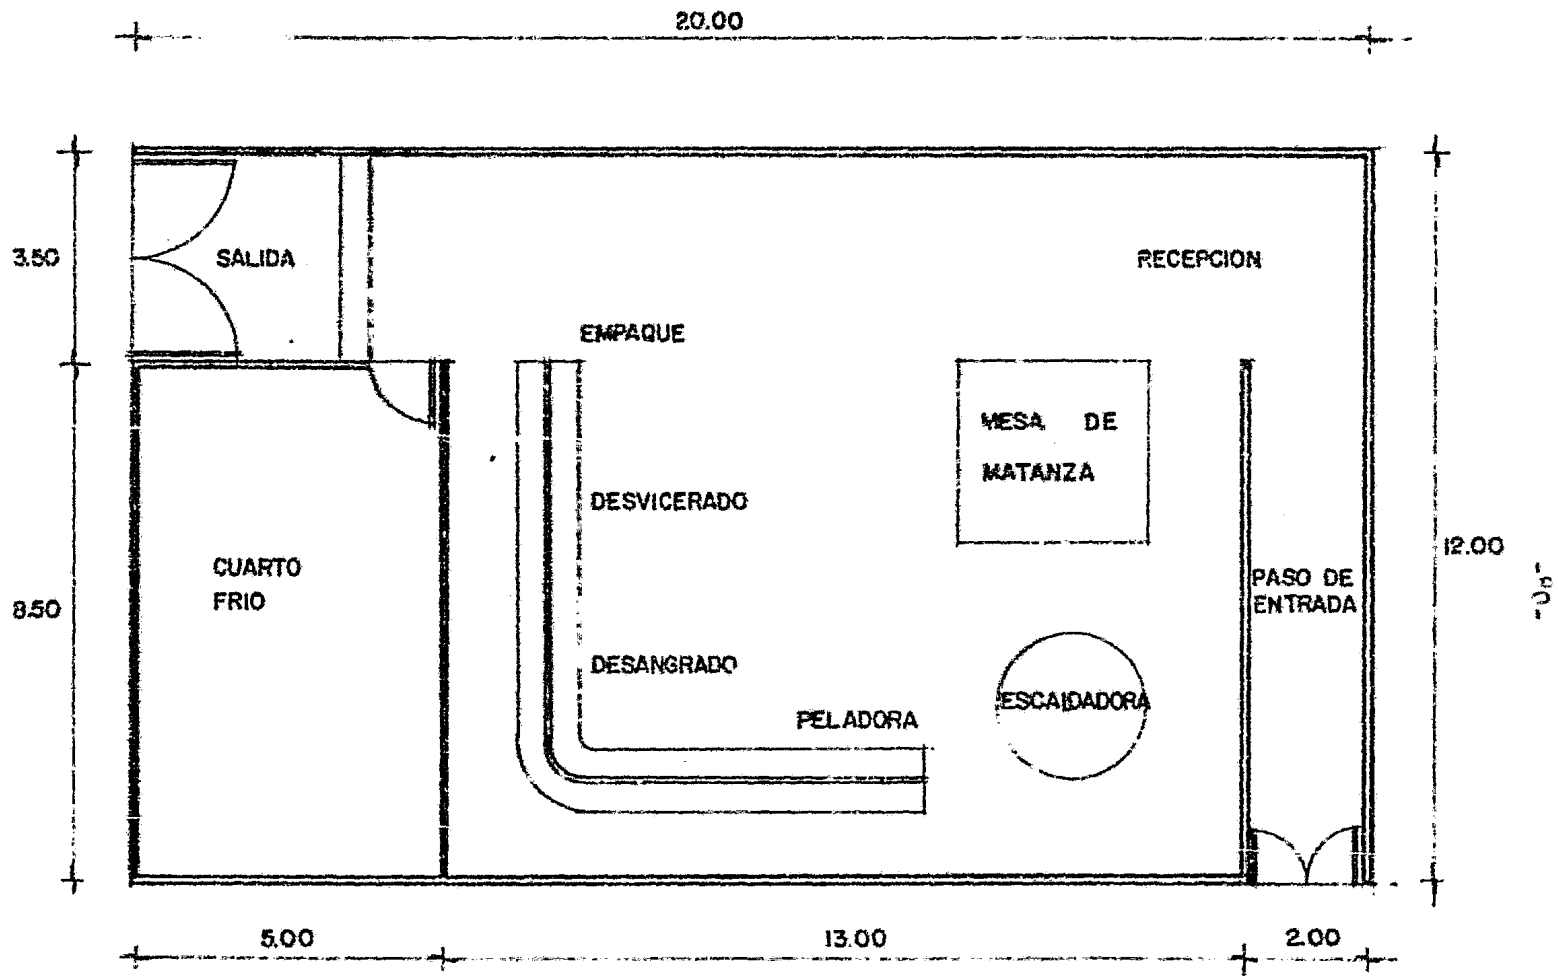 20.00
3.50
SALIDA
RECEPCION
EMPAQUE
MESA DE
MATANZA
DESVICERADO
12.00
CUARTO
FRIO
PASO DE
ENTRADA
8.50
DESANGRADO
ESCALDADORA
PELADORA
5.00
13.00
2.00